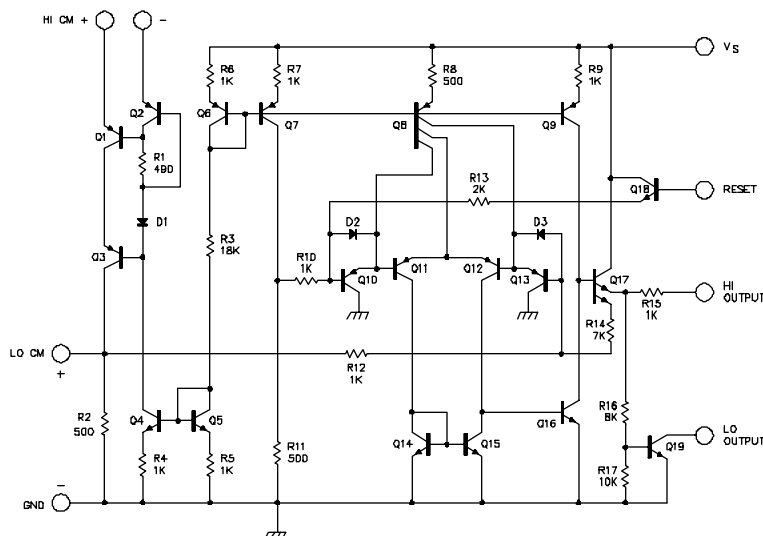 HI CM + -
R6
1K
R7
1K
R8
500
R9
1K
VS
Q1
Q2
Q6
Q7
Q8
Q9
R1
490
R13
2K
Q18
RESET
D1
D2
D3
Q3
R3
18K
R10
1K
Q10
Q11
Q12
Q13
Q17
HI
OUTPUT
R15
1K
R14
7K
LO CM
+
R12
1K
R2
500
Q4
Q5
R11
500
Q14
Q15
Q16
R16
8K
Q19
LO
OUTPUT
R4
1K
R5
1K
R17
10K
-
GND